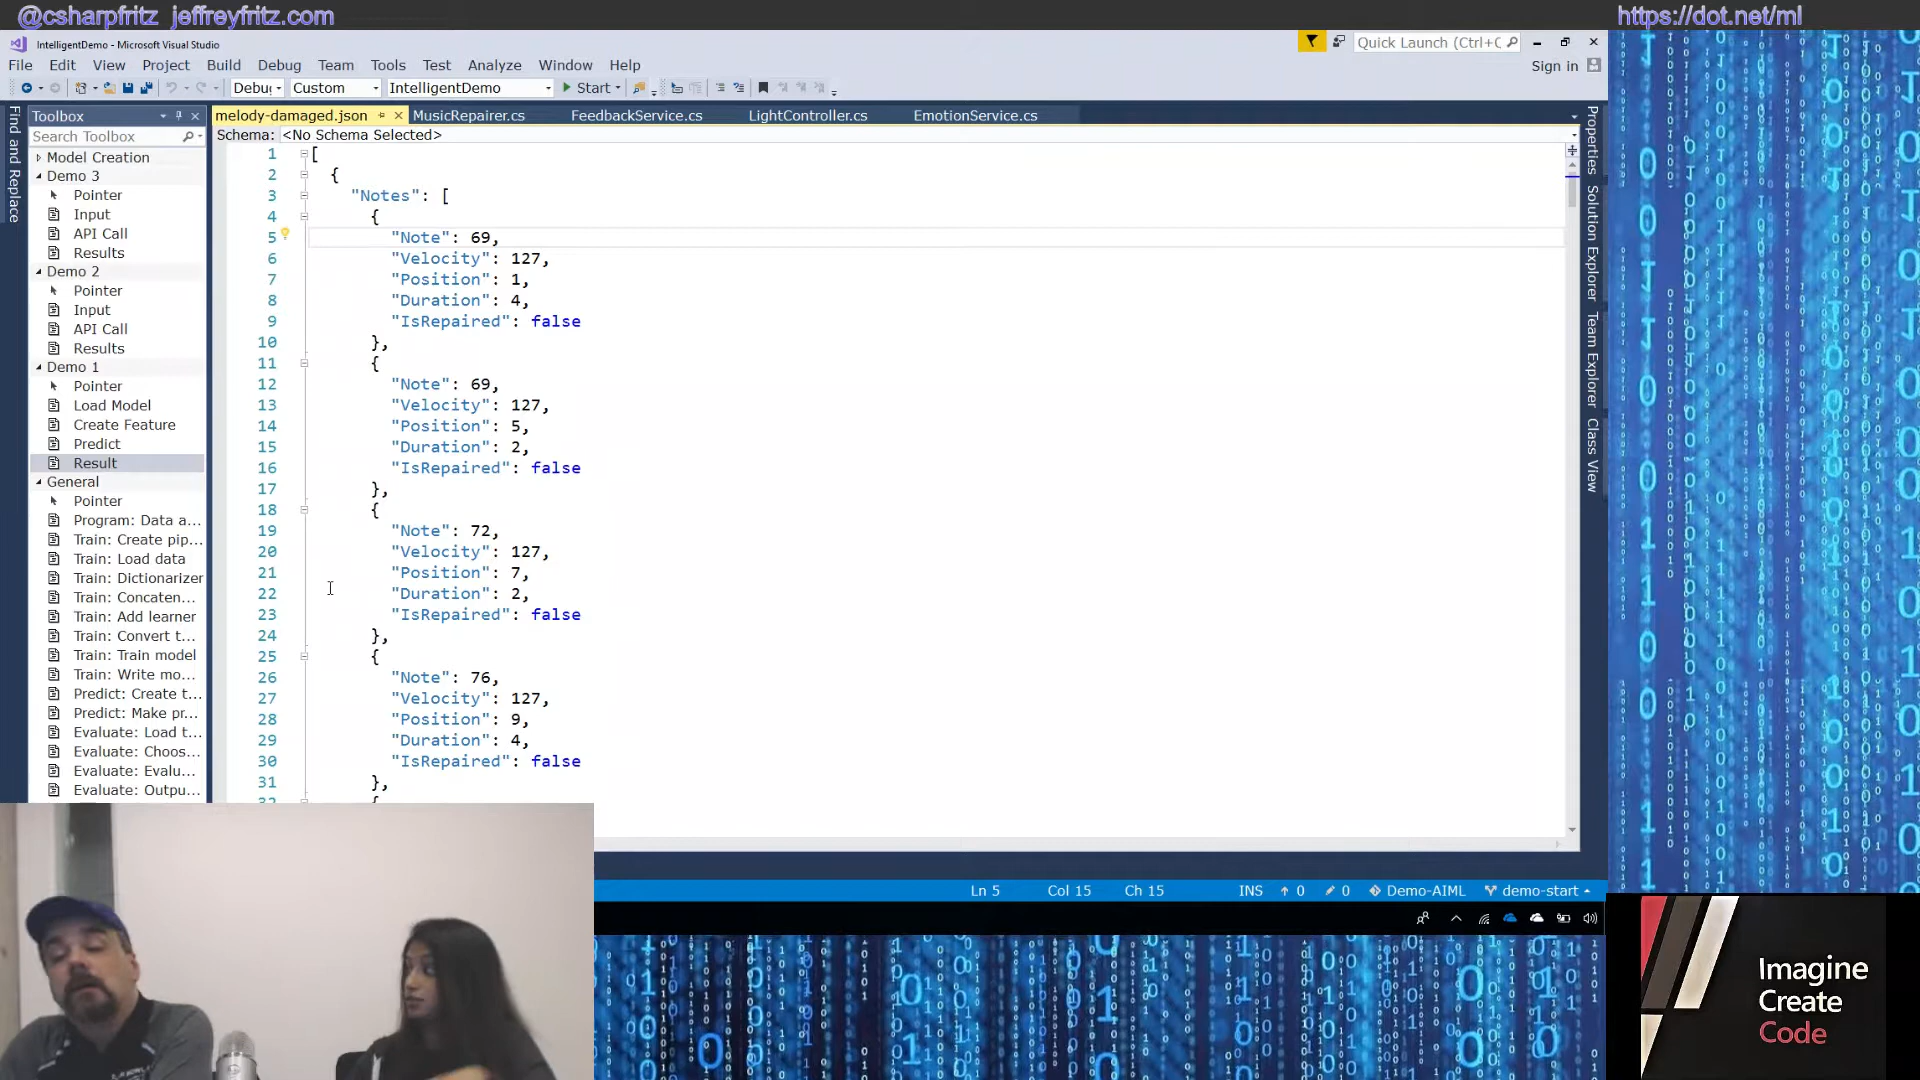 @csharpfritz jeffreyfritz.com
https://dot.net/ml
IntelligentDemo - Microsoft Visual Studio
Quick Launch (Ctrl+Q
File Edit View Project Build Debug Team Tools Test Analyze Window Help
Sign in
Debug Custom IntelligentDemo Start
Toolbox
melody-damaged.json MusicRepairer.cs FeedbackService.cs LightController.cs EmotionService.cs
Search Toolbox
Schema: <No Schema Selected>
Find and Replace
Model Creation
Demo 3
Pointer
Input
API Call
Results
Demo 2
Pointer
Input
API Call
Results
Demo 1
Pointer
Load Model
Create Feature
Predict
Result
General
Pointer
Program: Data a...
Train: Create pip...
Train: Load data
Train: Dictionarizer
Train: Concaten...
Train: Add learner
Train: Convert t...
Train: Train model
Train: Write mo...
Predict: Create t...
Predict: Make pr...
Evaluate: Load t...
Evaluate: Choos...
Evaluate: Evalu...
Evaluate: Outpu...
1 [
2 {
3 "Notes": [
4 {
5 "Note": 69,
6 "Velocity": 127,
7 "Position": 1,
8 "Duration": 4,
9 "IsRepaired": false
10 },
11 {
12 "Note": 69,
13 "Velocity": 127,
14 "Position": 5,
15 "Duration": 2,
16 "IsRepaired": false
17 },
18 {
19 "Note": 72,
20 "Velocity": 127,
21 "Position": 7,
22 "Duration": 2,
23 "IsRepaired": false
24 },
25 {
26 "Note": 76,
27 "Velocity": 127,
28 "Position": 9,
29 "Duration": 4,
30 "IsRepaired": false
31 },
32 {
Properties
Solution Explorer
Team Explorer
Class View
Ln 5 Col 15 Ch 15 INS 0 0 Demo-AIML demo-start
Imagine
Create
Code